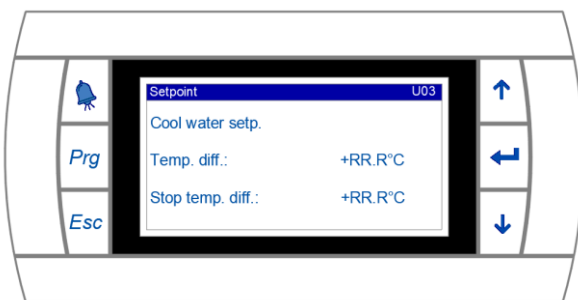 Setpoint U03
Cool water setp.
Prg
Temp. diff.: +RR.R°C
Stop temp. diff.: +RR.R°C
Esc